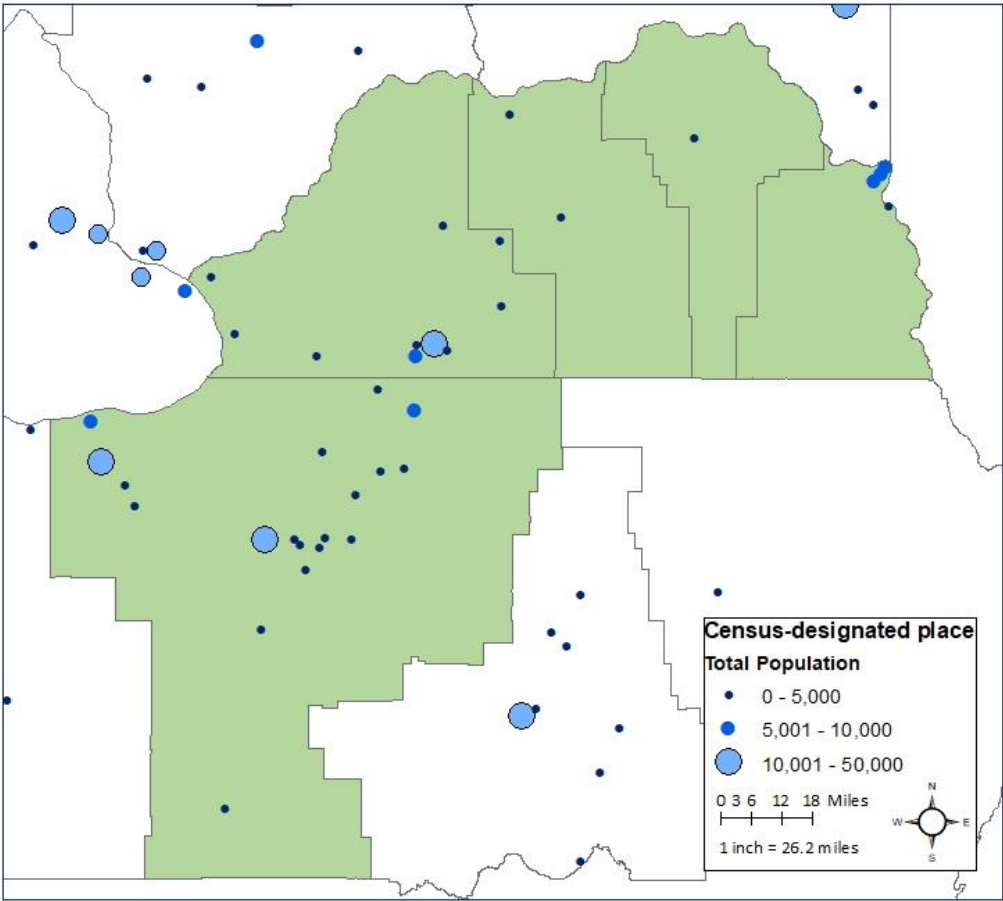 Census-designated place
Total Population
0 - 5,000
5,001 - 10,000
10,001 - 50,000
0 3 6 12 18 Miles
1 inch = 26.2 miles
N
W E
S